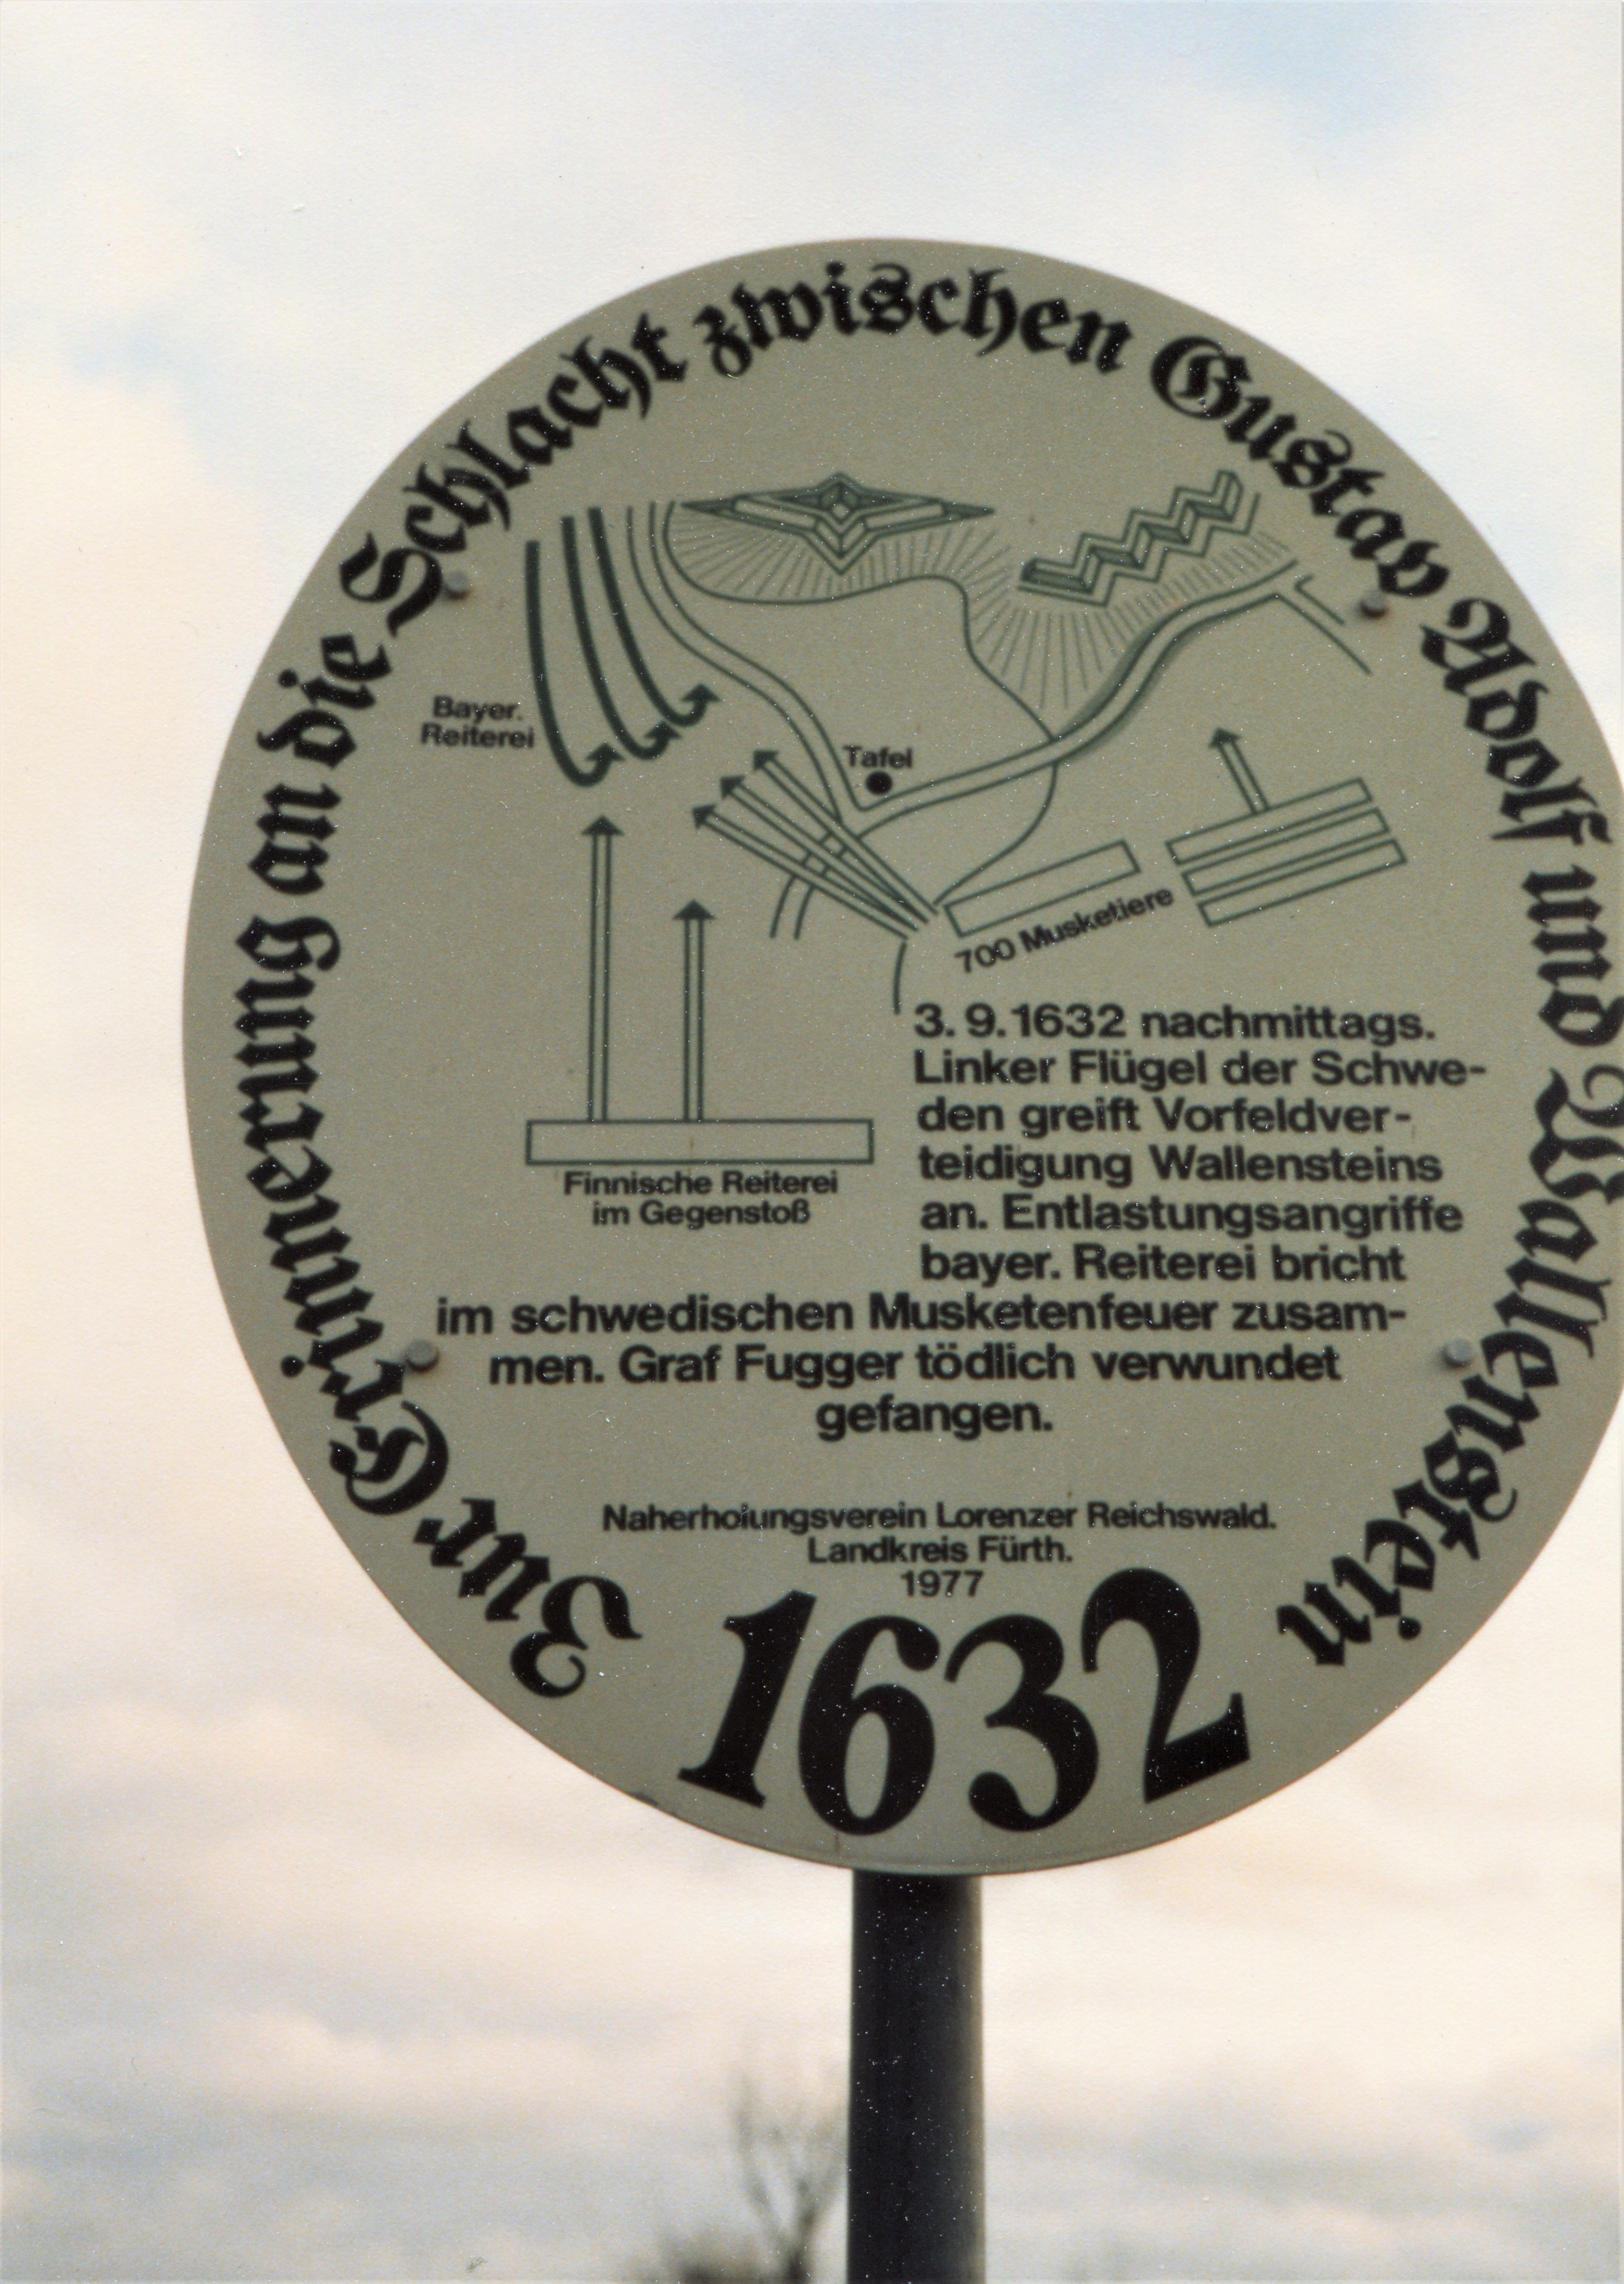 Zur Erinnerung an die Schlacht zwischen Gustav Adolf und Wallenstein
Bayer.
Reiterei
Tafel
700 Musketiere
Finnische Reiterei
im Gegenstoß
3. 9. 1632 nachmittags.
Linker Flügel der Schwe-
den greift Vorfeldver-
teidigung Wallensteins
an. Entlastungsangriffe
bayer. Reiterei bricht
im schwedischen Musketenfeuer zusam-
men. Graf Fugger tödlich verwundet
gefangen.
Naherholungsverein Lorenzer Reichswald.
Landkreis Fürth.
1977
1632